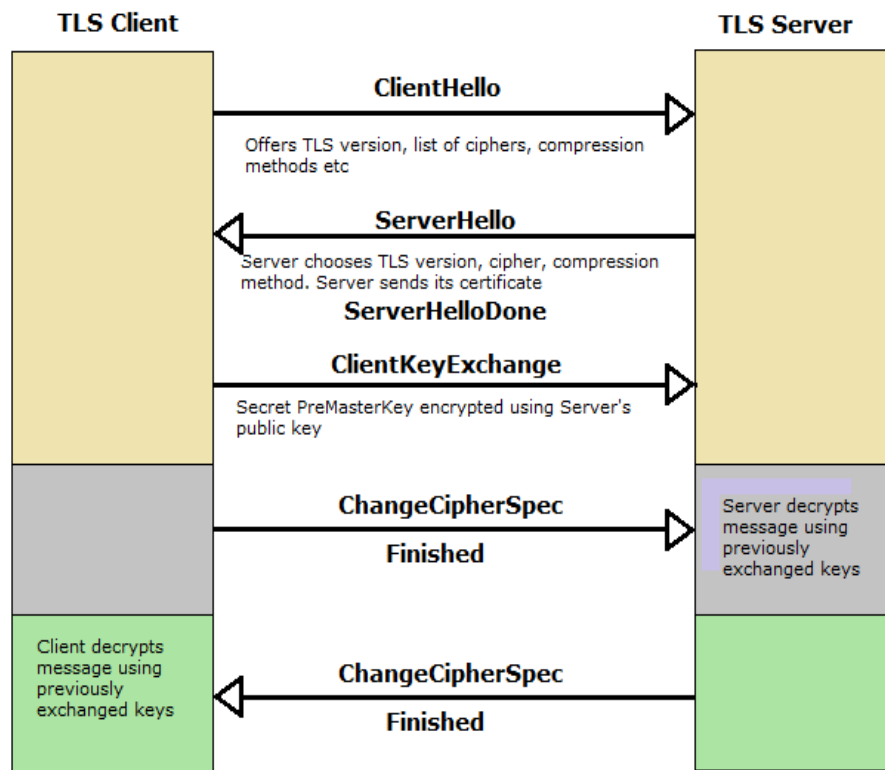 TLS Client
TLS Server
ClientHello
Offers TLS version, list of ciphers, compression
methods etc
ServerHello
Server chooses TLS version, cipher, compression
method. Server sends its certificate
ServerHelloDone
ClientKeyExchange
Secret PreMasterKey encrypted using Server's
public key
ChangeCipherSpec
Finished
Server decrypts
message using
previously
exchanged keys
Client decrypts
message using
previously
exchanged keys
ChangeCipherSpec
Finished